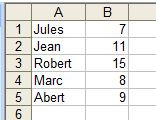 A B
1 Jules 7
2 Jean 11
3 Robert 15
4 Marc 8
5 Abert 9
6